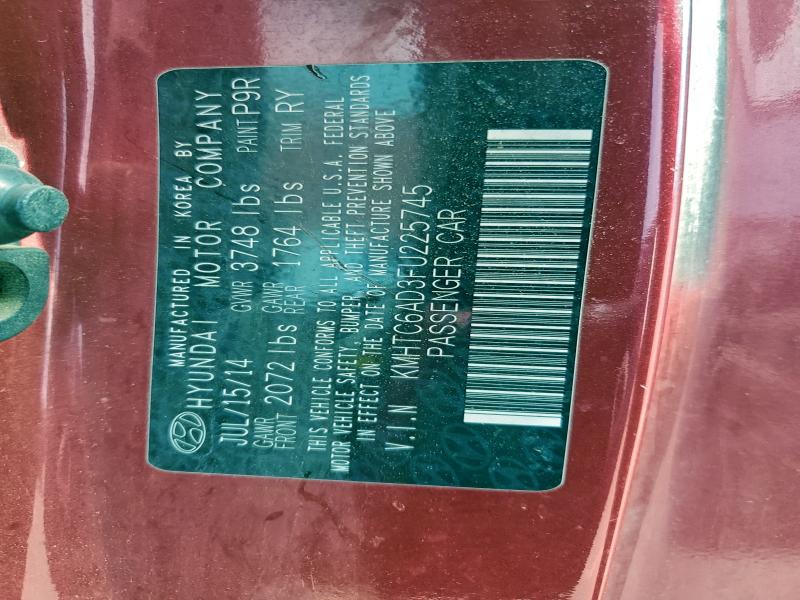 MANUFACTURED IN KOREA BY
HYUNDAI MOTOR COMPANY
JUL/15/14 GVWR 3748 lbs PAINT P9R
GAWR FRONT 2072 lbs GAWR REAR 1764 lbs TRIM RY
THIS VEHICLE CONFORMS TO ALL APPLICABLE U.S.A. FEDERAL
MOTOR VEHICLE SAFETY, BUMPER, AND THEFT PREVENTION STANDARDS
IN EFFECT ON THE DATE OF MANUFACTURE SHOWN ABOVE
V.I.N KMHTC6AD3FU225745
PASSENGER CAR